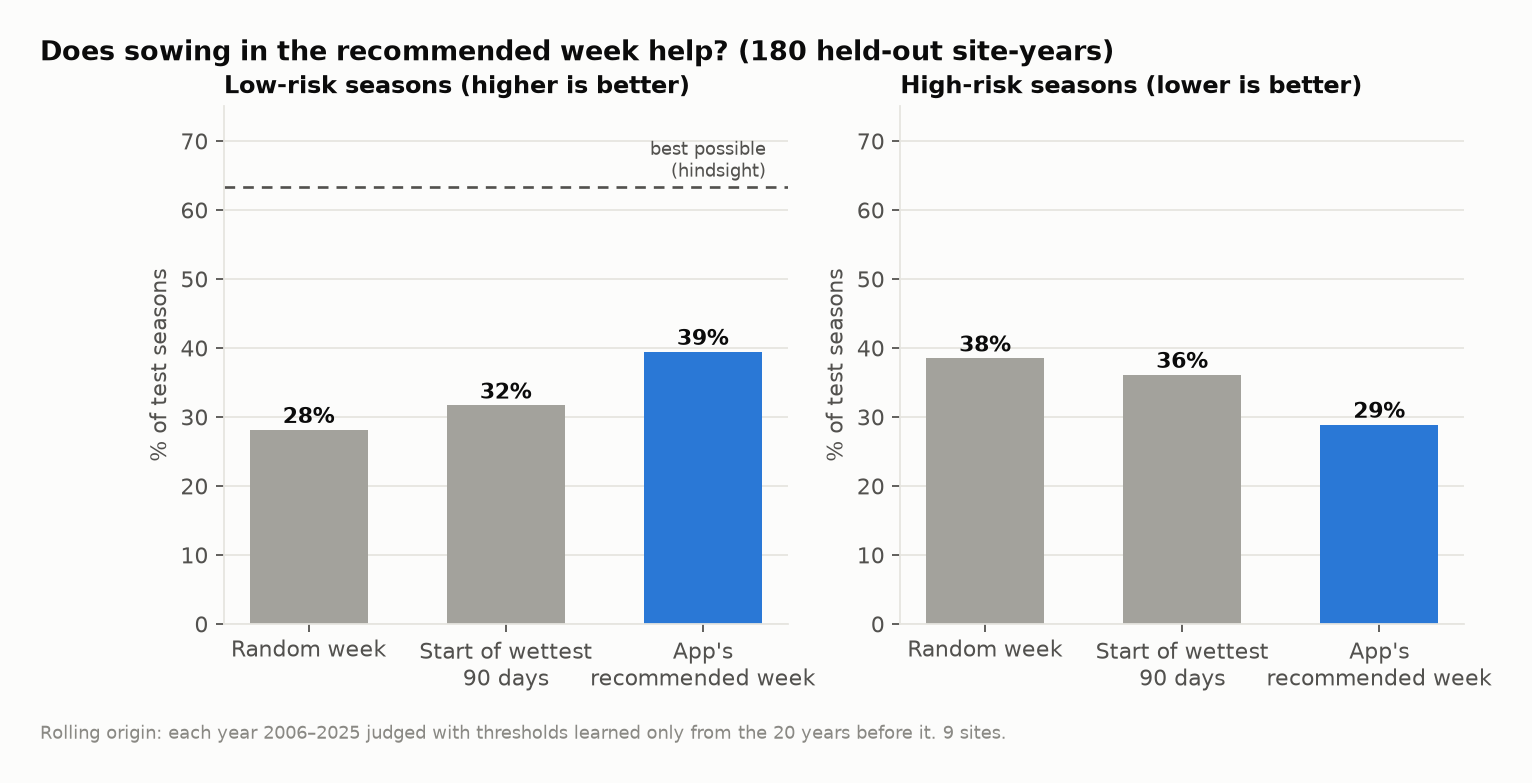 Does sowing in the recommended week help? (180 held-out site-years)
Low-risk seasons (higher is better)
% of test seasons
70
60
50
40
30
20
10
0
best possible
(hindsight)
28%
32%
39%
Random week
Start of wettest
90 days
App's
recommended week
High-risk seasons (lower is better)
% of test seasons
70
60
50
40
30
20
10
0
38%
36%
29%
Random week
Start of wettest
90 days
App's
recommended week
Rolling origin: each year 2006–2025 judged with thresholds learned only from the 20 years before it. 9 sites.